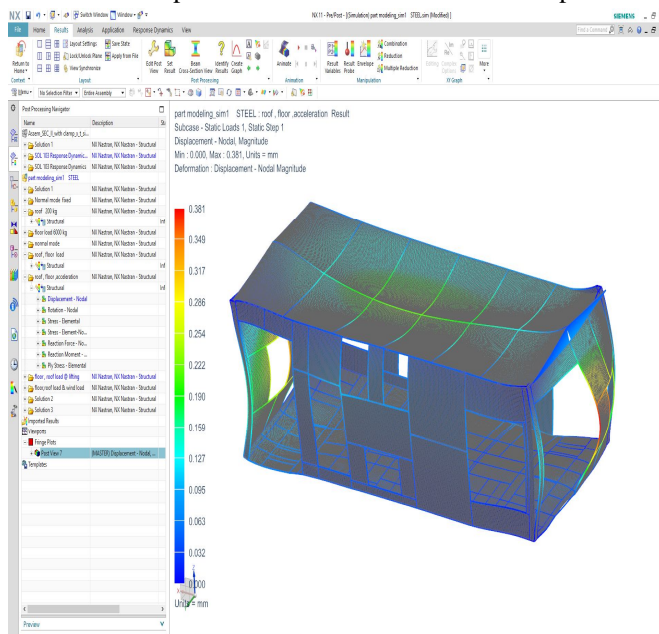 NX Switch Window Window NX 11 - Pre/Post - [(Simulation) part modeling_sim1 STEEL.sim (Modified) ] SIEMENS
File Home Results Analysis Application Response Dynamics View Find a Command
Return to Home Layout Settings Save State Lock/Unlock Plane Apply from File View Synchronize
Edit Post View Set Result Beam Cross-Section View Identify Results Create Graph Animate Result Variables Result Probe Envelope Combination Reduction Multiple Reduction More
Context Layout Post Processing Animation Manipulation XY Graph
Menu No Selection Filter Entire Assembly
Post Processing Navigator
Name Description
Solution 1 NX Nastran, NX Nastran - Structural
SOL 103 Response Dynamic... NX Nastran, NX Nastran - Structural
SOL 103 Response Dynamics NX Nastran, NX Nastran - Structural
part modeling_sim1 STEEL
Solution 1 NX Nastran, NX Nastran - Structural
Normal mode fixed NX Nastran, NX Nastran - Structural
roof 200 kg NX Nastran, NX Nastran - Structural
Structural Inf
floor load 6000 kg NX Nastran, NX Nastran - Structural
normal mode NX Nastran, NX Nastran - Structural
roof , floor load NX Nastran, NX Nastran - Structural
Structural Inf
roof , floor ,acceleration NX Nastran, NX Nastran - Structural
Structural Inf
Displacement - Nodal
Rotation - Nodal
Stress - Elemental
Stress - Element-No...
Reaction Force - No...
Reaction Moment - ...
Ply Stress - Elemental
floor , roof load @ lifting NX Nastran, NX Nastran - Structural
floor,roof load & wind load NX Nastran, NX Nastran - Structural
Solution 2 NX Nastran, NX Nastran - Structural
Solution 3 NX Nastran, NX Nastran - Structural
Imported Results
Viewports
Fringe Plots
Post View 7 (MASTER) Displacement - Nodal, ...
Templates
Preview
part modeling_sim1 STEEL : roof , floor ,acceleration Result
Subcase - Static Loads 1, Static Step 1
Displacement - Nodal, Magnitude
Min : 0.000, Max : 0.381, Units = mm
Deformation : Displacement - Nodal Magnitude
0.381
0.349
0.317
0.286
0.254
0.222
0.190
0.159
0.127
0.095
0.063
0.032
0.000
Units = mm